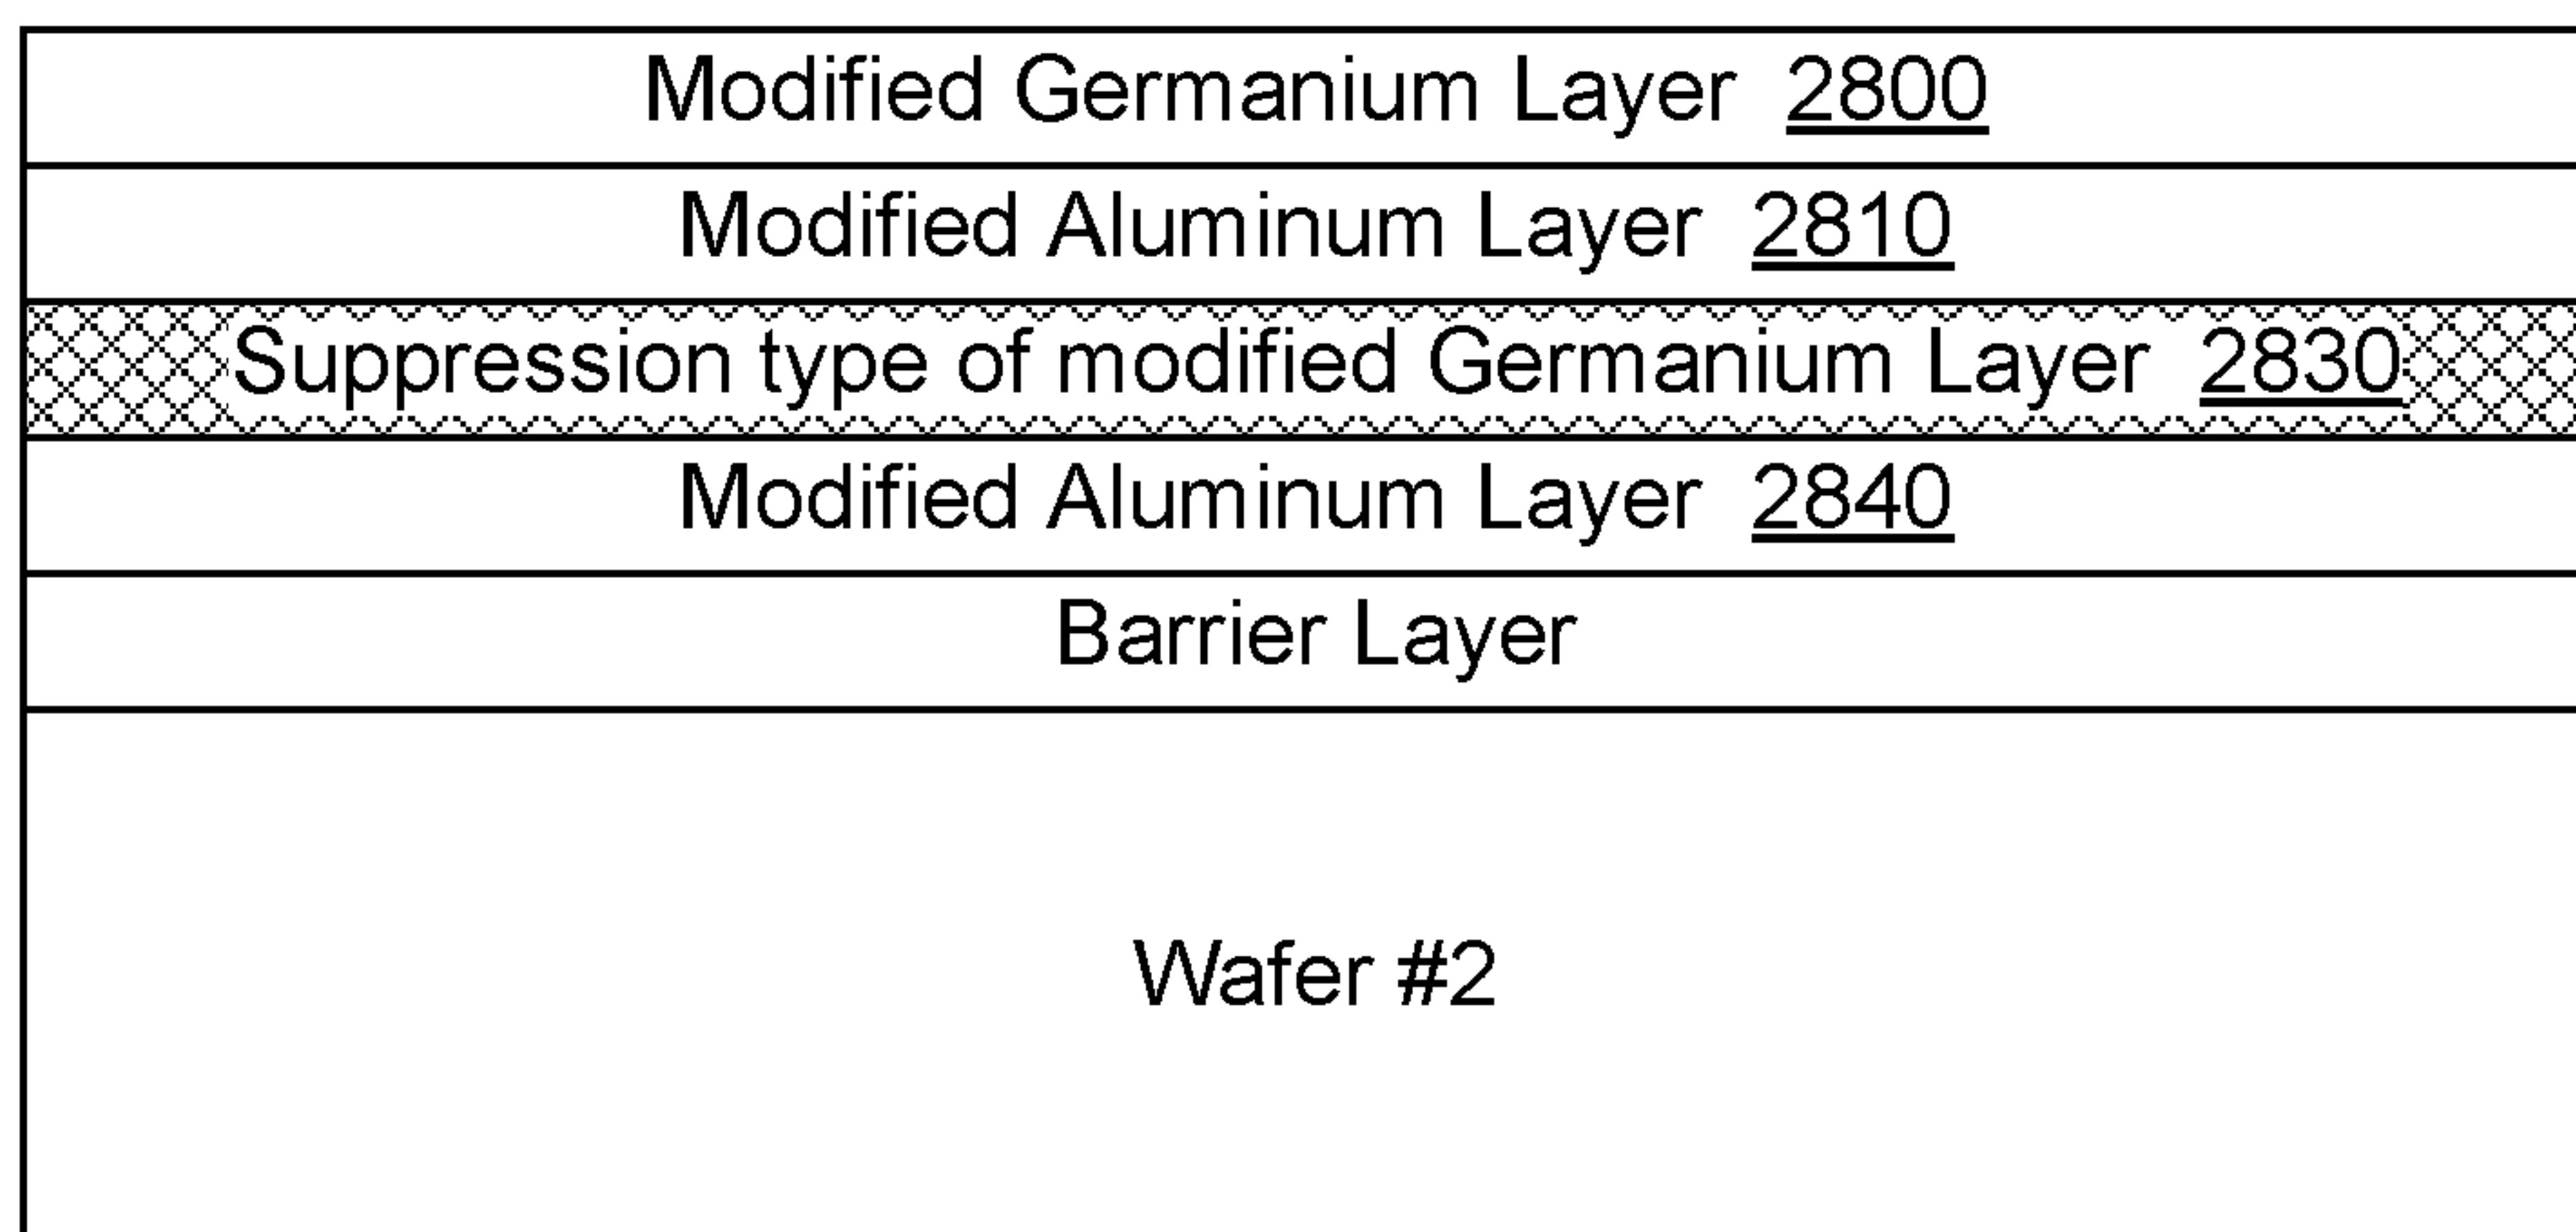 Modified Germanium Layer 2800
Modified Aluminum Layer 2810
Suppression type of modified Germanium Layer 2830
Modified Aluminum Layer 2840
Barrier Layer
Wafer #2